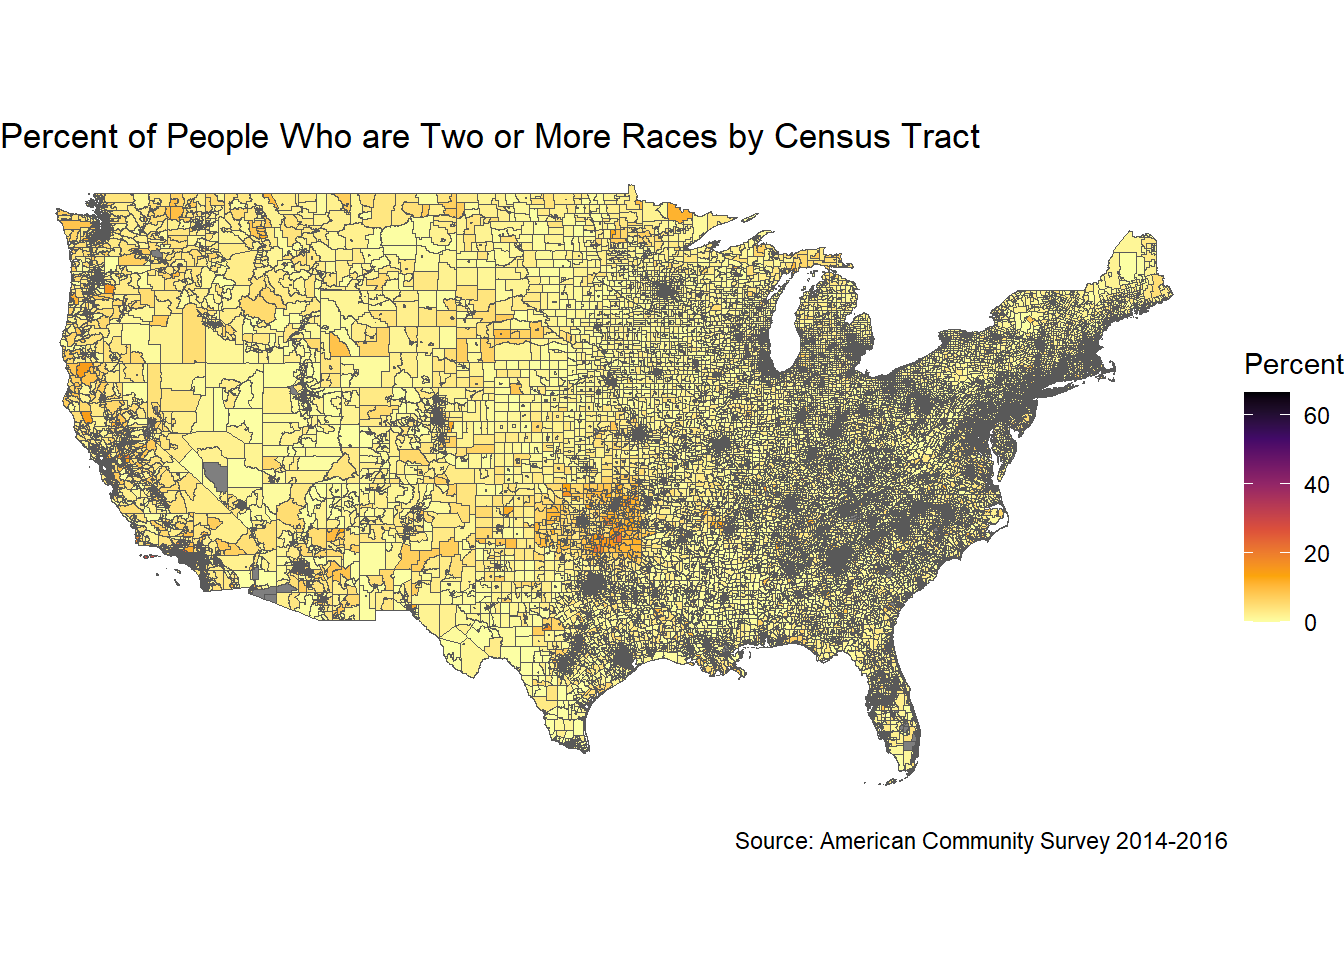 Percent of People Who are Two or More Races by Census Tract
Percent
60
40
20
0
Source: American Community Survey 2014-2016